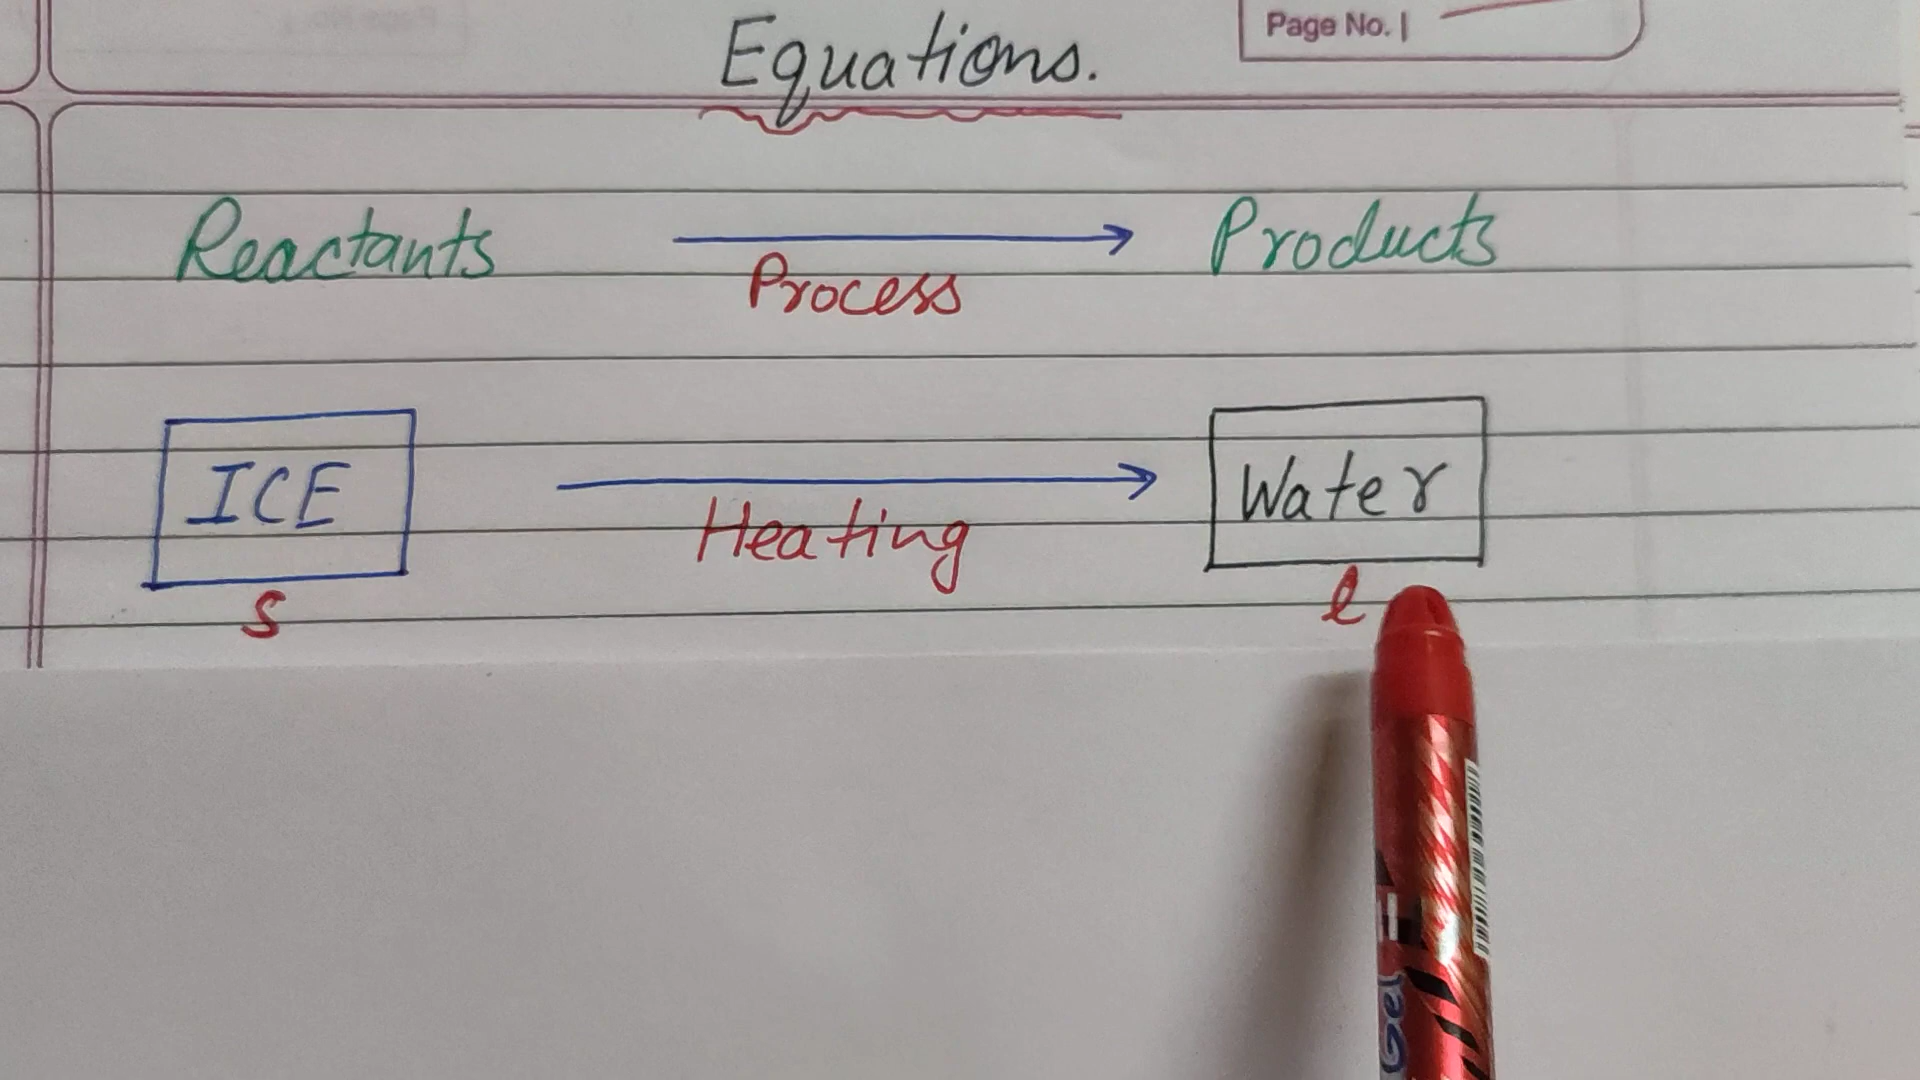 Page No.
Equations.
Reactants Process Products
ICE Heating Water
s l
Gel